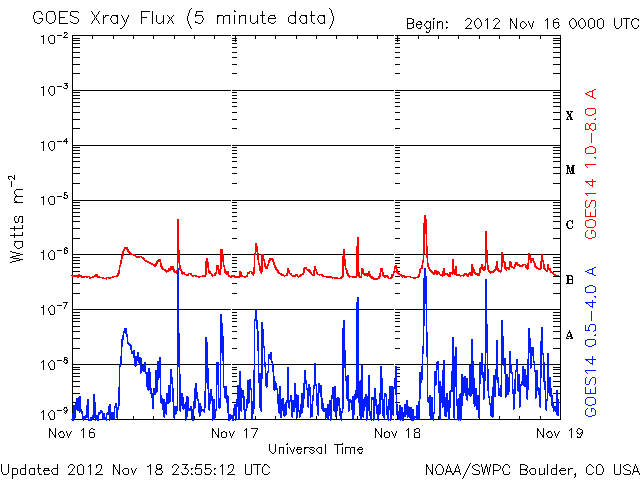 GOES Xray Flux (5 minute data)
Begin: 2012 Nov 16 0000 UTC
10⁻²
10⁻³
10⁻⁴
10⁻⁵
10⁻⁶
10⁻⁷
10⁻⁸
10⁻⁹
Watts m⁻²
X
M
C
B
A
GOES14 1.0-8.0 A
GOES14 0.5-4.0 A
Nov 16
Nov 17
Nov 18
Nov 19
Universal Time
Updated 2012 Nov 18 23:55:12 UTC
NOAA/SWPC Boulder, CO USA